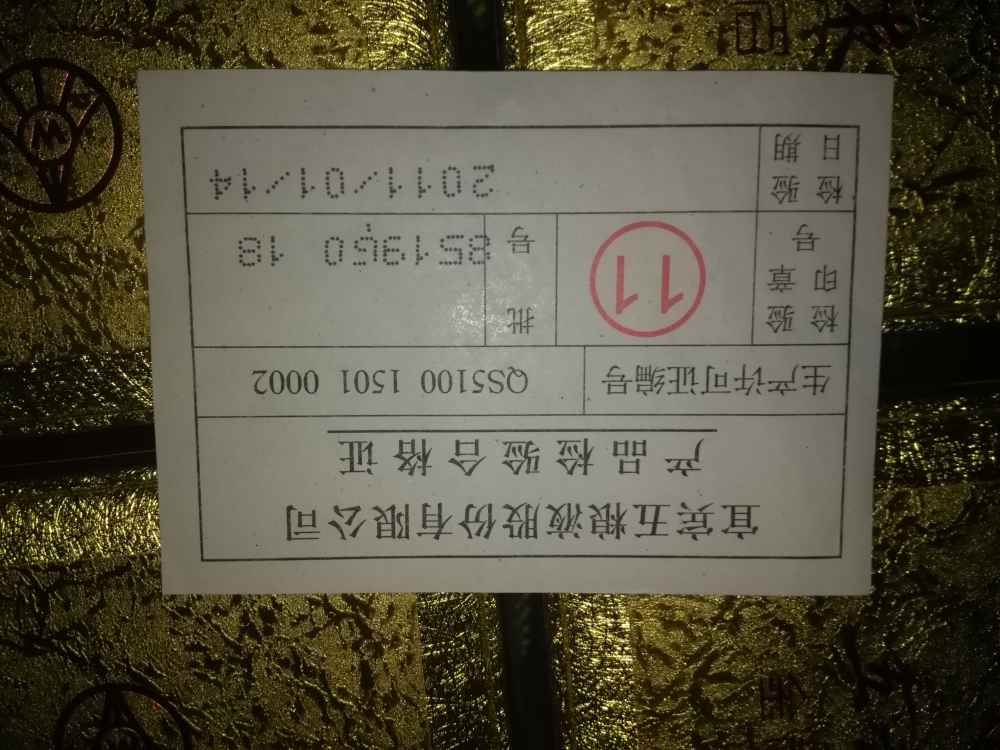 宜宾五粮液股份有限公司
产品检验合格证
生产许可证编号 QS5100 1501 0002
检验印章号 11 批号 851950 18
检验日期 2011/01/14
W